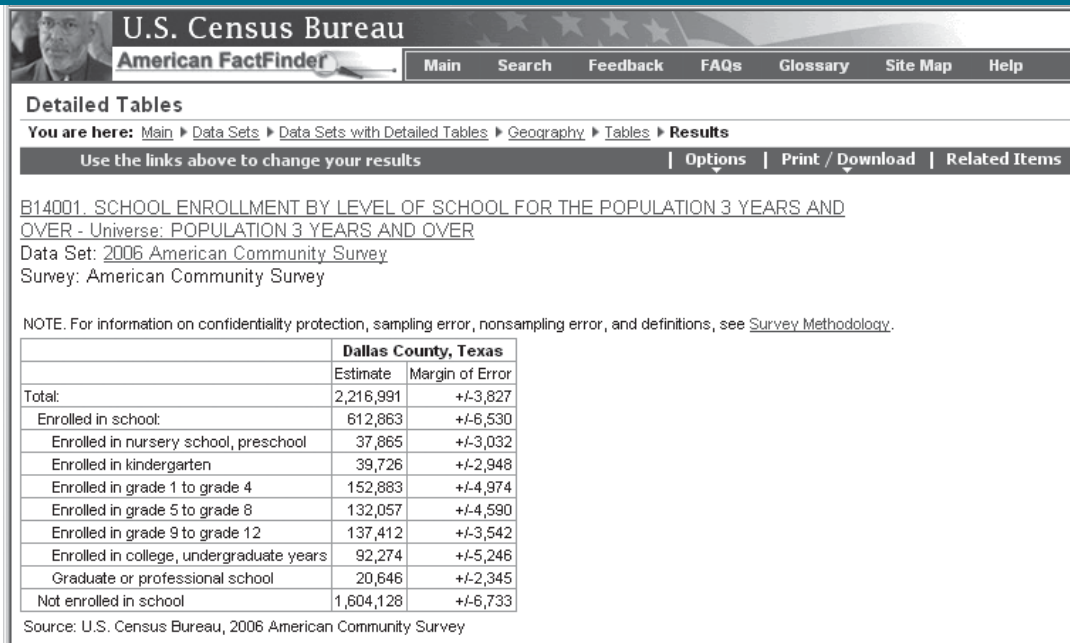 U.S. Census Bureau
American FactFinder
Main Search Feedback FAQs Glossary Site Map Help
Detailed Tables
You are here: Main ▶ Data Sets ▶ Data Sets with Detailed Tables ▶ Geography ▶ Tables ▶ Results
Use the links above to change your results | Options | Print / Download | Related Items
B14001. SCHOOL ENROLLMENT BY LEVEL OF SCHOOL FOR THE POPULATION 3 YEARS AND
OVER - Universe: POPULATION 3 YEARS AND OVER
Data Set: 2006 American Community Survey
Survey: American Community Survey
NOTE. For information on confidentiality protection, sampling error, nonsampling error, and definitions, see Survey Methodology.
Dallas County, Texas
Estimate Margin of Error
Total: 2,216,991 +/-3,827
Enrolled in school: 612,863 +/-6,530
Enrolled in nursery school, preschool 37,865 +/-3,032
Enrolled in kindergarten 39,726 +/-2,948
Enrolled in grade 1 to grade 4 152,883 +/-4,974
Enrolled in grade 5 to grade 8 132,057 +/-4,590
Enrolled in grade 9 to grade 12 137,412 +/-3,542
Enrolled in college, undergraduate years 92,274 +/-5,246
Graduate or professional school 20,646 +/-2,345
Not enrolled in school 1,604,128 +/-6,733
Source: U.S. Census Bureau, 2006 American Community Survey